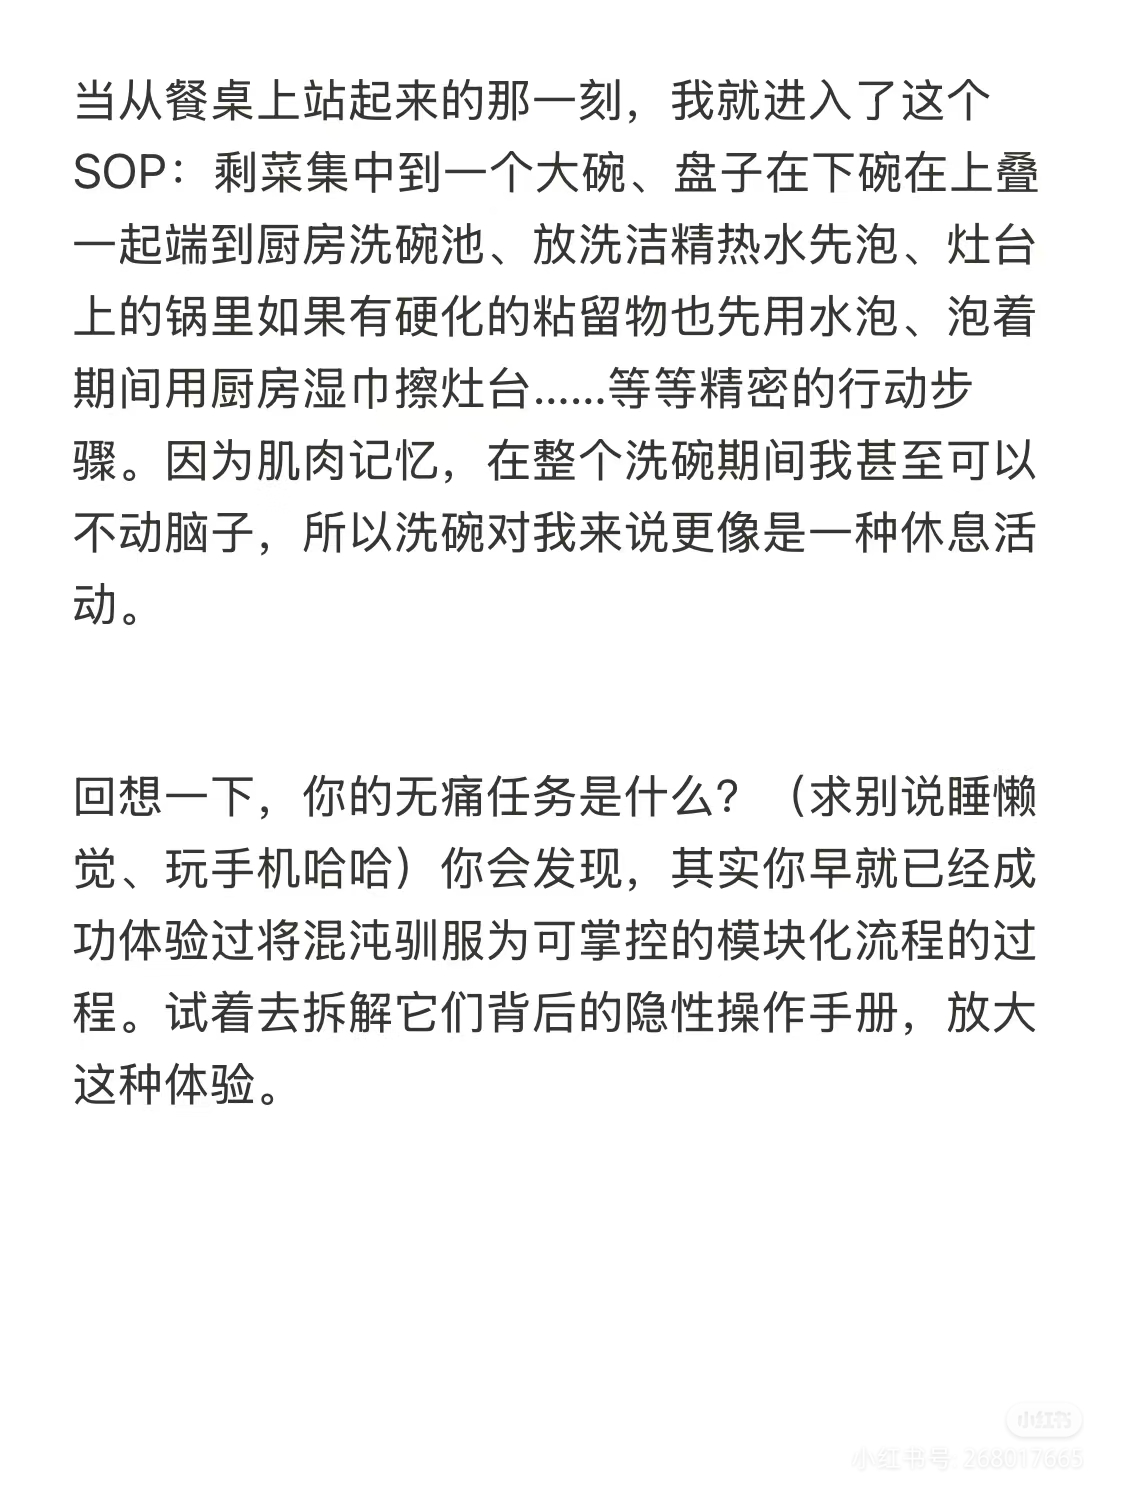 当从餐桌上站起来的那一刻，我就进入了这个
SOP：剩菜集中到一个大碗、盘子在下碗在上叠
一起端到厨房洗碗池、放洗洁精热水先泡、灶台
上的锅里如果有硬化的粘留物也先用水泡、泡着
期间用厨房湿巾擦灶台……等等精密的行动步
骤。因为肌肉记忆，在整个洗碗期间我甚至可以
不动脑子，所以洗碗对我来说更像是一种休息活
动。
回想一下，你的无痛任务是什么？（求别说睡懒
觉、玩手机哈哈）你会发现，其实你早就已经成
功体验过将混沌驯服为可掌控的模块化流程的过
程。试着去拆解它们背后的隐性操作手册，放大
这种体验。
小红书
小红书号: 268017665